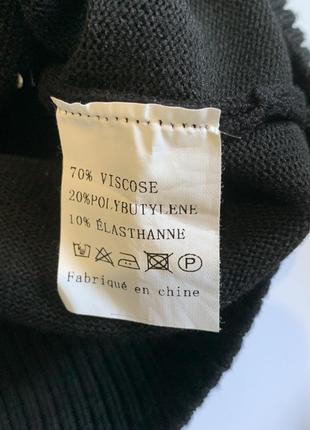 70% VISCOSE
20%POLYBUTYLENE
10% ÉLASTHANNE
P
Fabriqué en chine